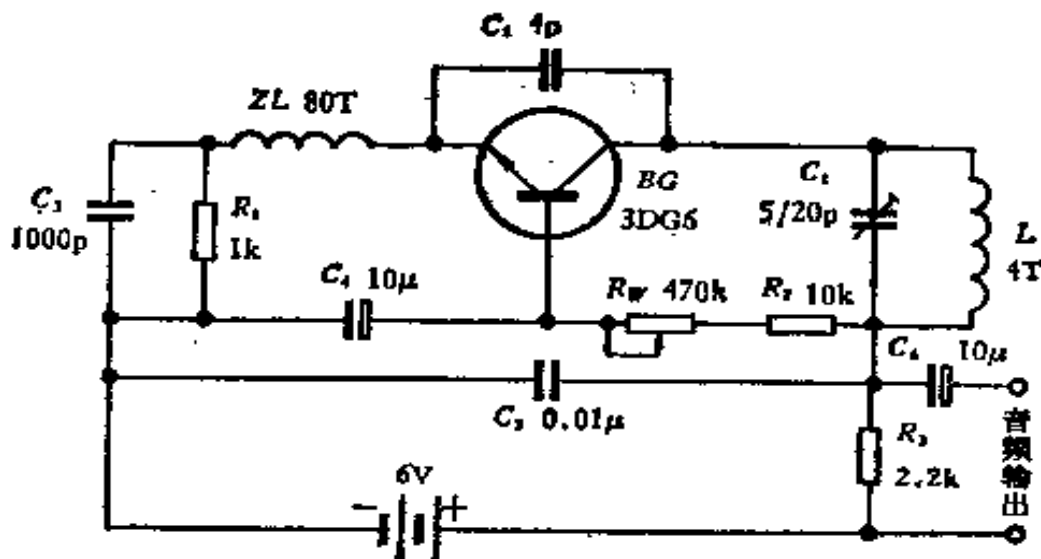 C₂ 4p
ZL 80T
C₃
1000p
R₁
1k
BG
3DG6
C₁
5/20p
L
4T
C₄ 10μ
R_W 470k
R₂ 10k
C₆
10μ
C₅ 0.01μ
R₃
2.2k
6V
- +
音频输出